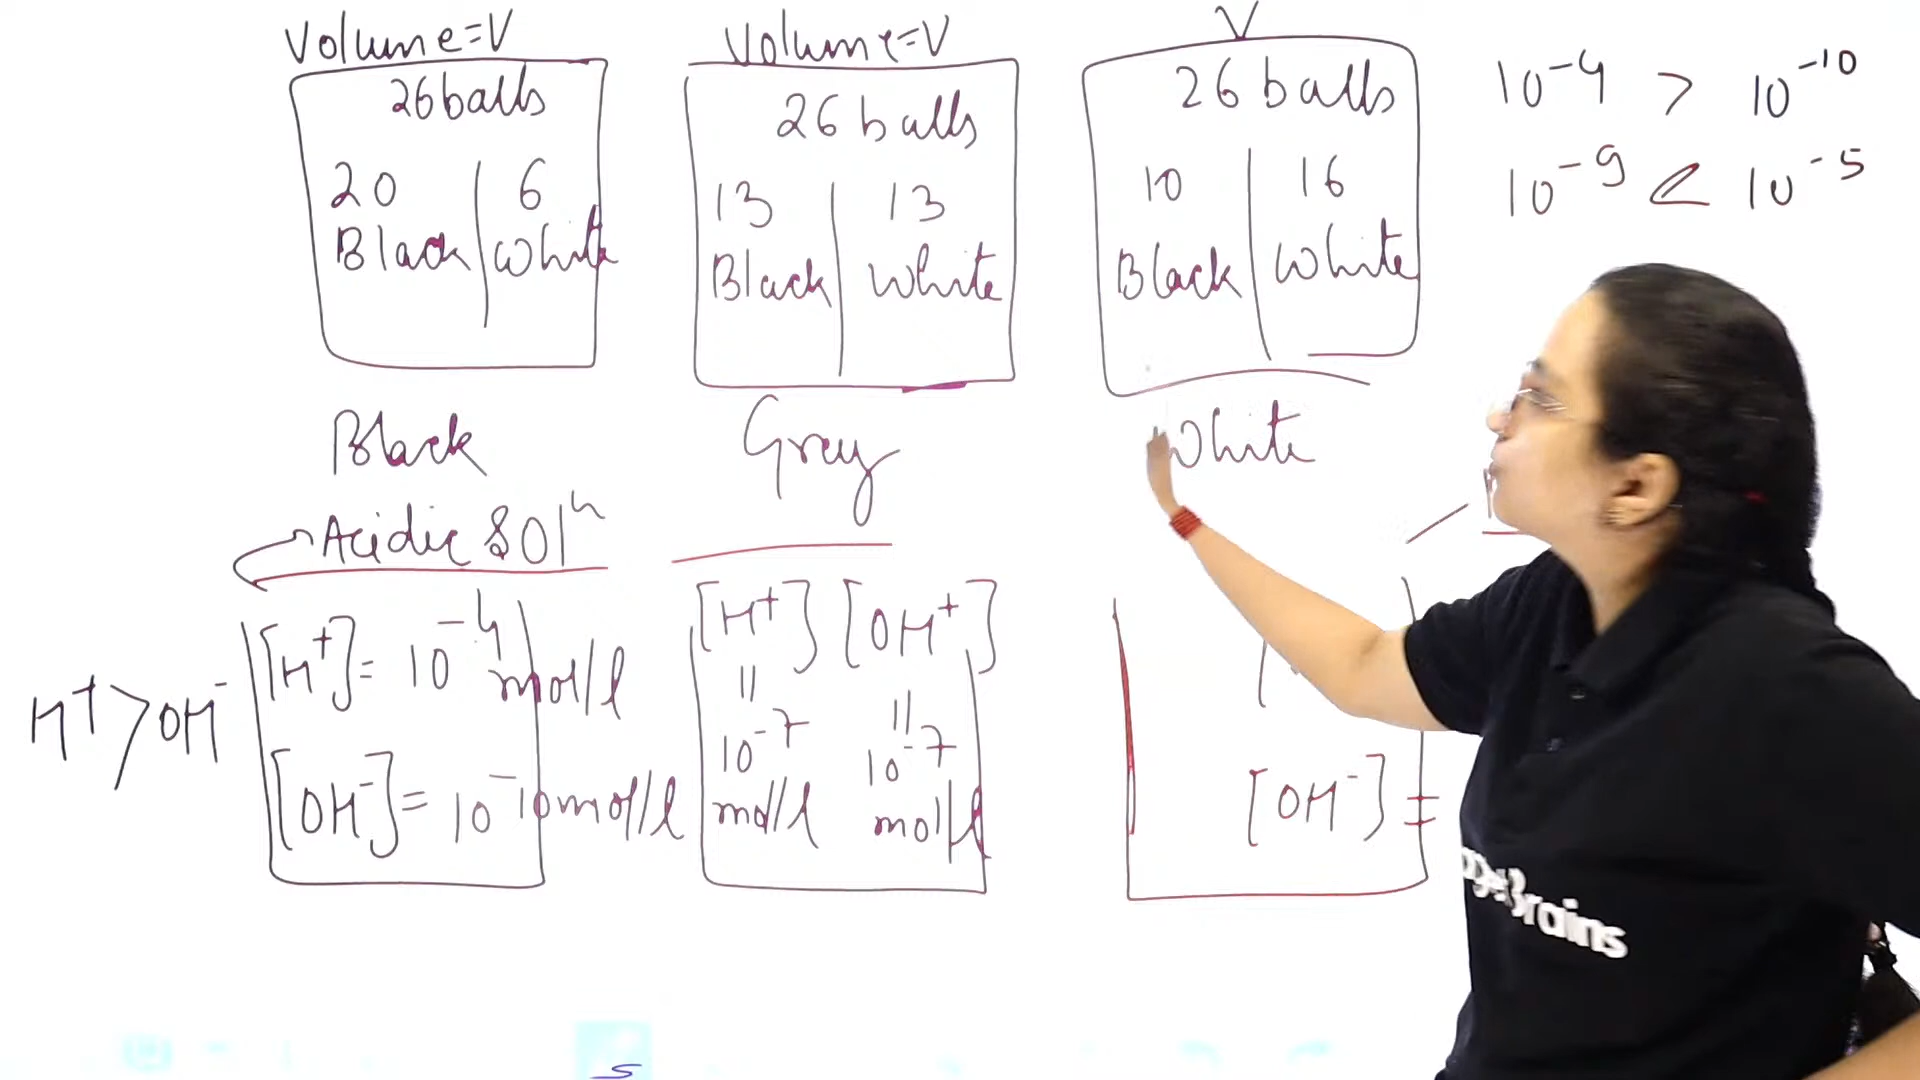 Volume=V
26 balls
20 | 6
Black | White
Black
Acidic Solⁿ
H⁺ > OH⁻
[H⁺] = 10⁻⁴ mol/l
[OH⁻] = 10⁻¹⁰ mol/l
Volume=V
26 balls
13 | 13
Black | White
Grey
[H⁺] [OH⁺]
= =
10⁻⁷ 10⁻⁷
mol/l mol/l
V
26 balls
10 | 16
Black | White
White
[OH⁻] =
10⁻⁴ > 10⁻¹⁰
10⁻⁹ < 10⁻⁵
Brains